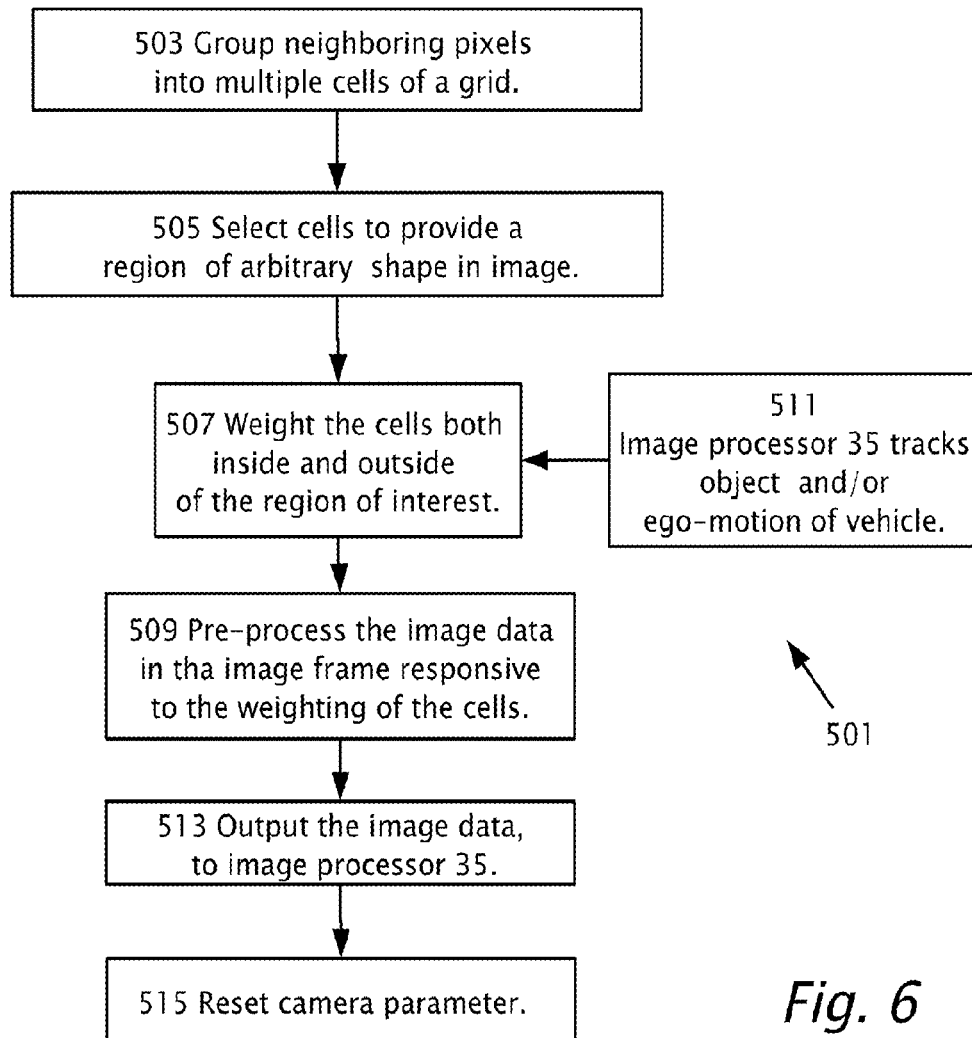 503 Group neighboring pixels
into multiple cells of a grid.
505 Select cells to provide a
region of arbitrary shape in image.
507 Weight the cells both
inside and outside
of the region of interest.
511
Image processor 35 tracks
object and/or
ego-motion of vehicle.
509 Pre-process the image data
in tha image frame responsive
to the weighting of the cells.
501
513 Output the image data,
to image processor 35.
515 Reset camera parameter.
Fig. 6